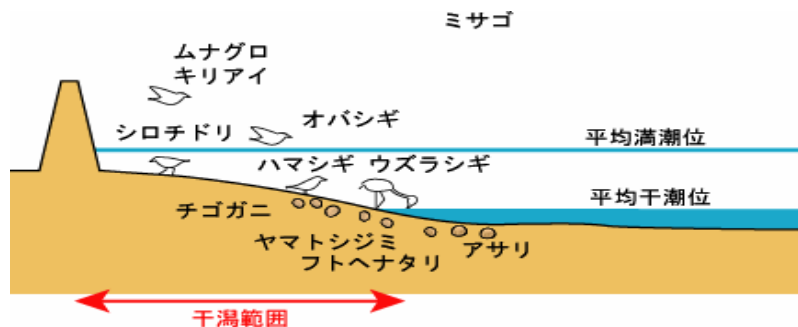 ミサゴ
ムナグロ
キリアイ
オバシギ
シロチドリ
平均満潮位
ハマシギ ウズラシギ
平均干潮位
チゴガニ
ヤマトシジミ
フトヘナタリ
アサリ
干潟範囲